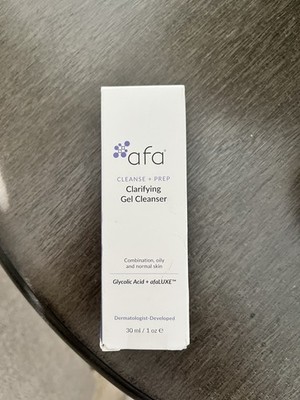 afa®
CLEANSE + PREP
Clarifying
Gel Cleanser
Combination, oily
and normal skin
Glycolic Acid + afaLUXE™
Dermatologist-Developed
30 ml / 1 oz ℮